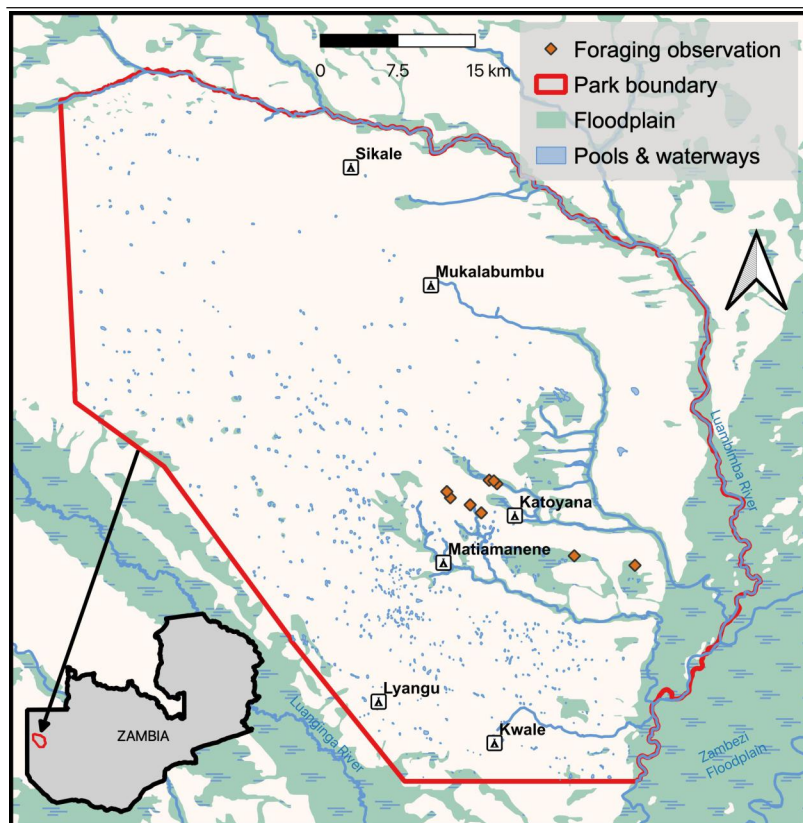 0 7.5 15 km
Foraging observation
Park boundary
Floodplain
Pools & waterways
Sikale
Mukalabumbu
Luambimba River
Katoyana
Matiamanene
Lyangu
Kwale
Luanginga River
Zambezi
Floodplain
ZAMBIA